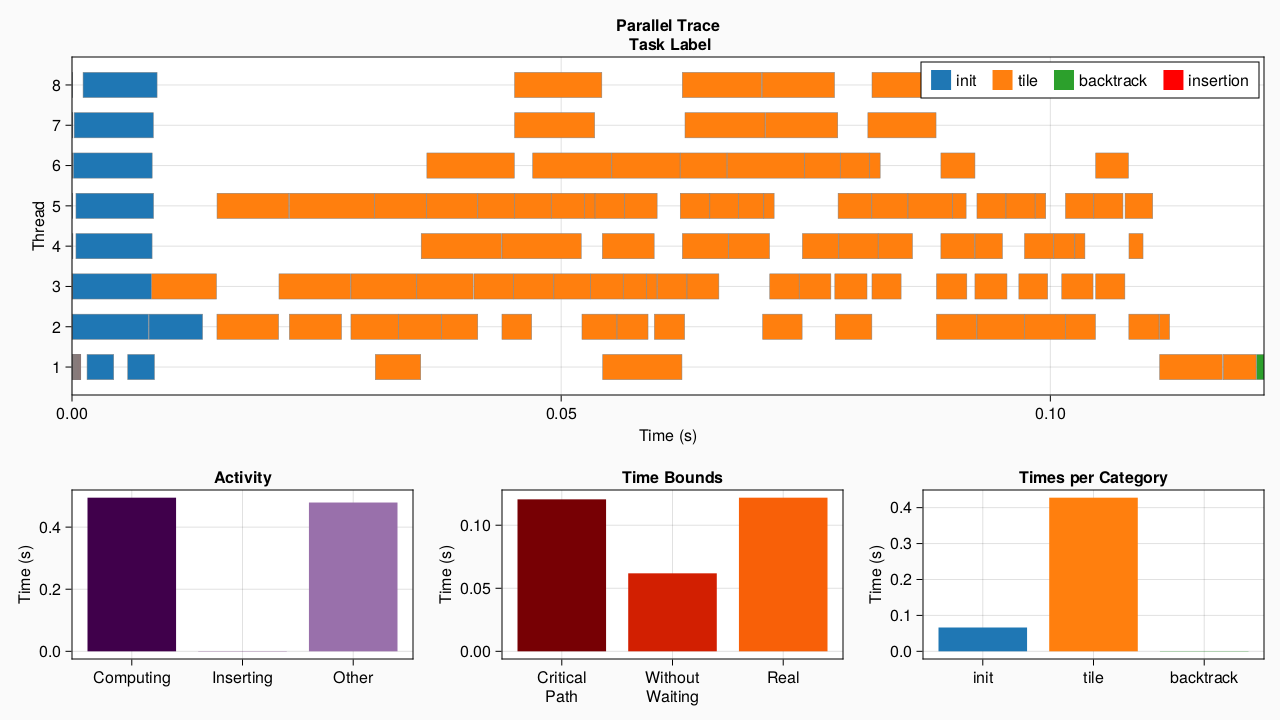 Parallel Trace
Task Label
init tile backtrack insertion
Thread
8
7
6
5
4
3
2
1
0.00 0.05 0.10
Time (s)
Activity
Time (s)
0.4
0.2
0.0
Computing Inserting Other
Time Bounds
Time (s)
0.10
0.05
0.00
Critical Path Without Waiting Real
Times per Category
Time (s)
0.4
0.3
0.2
0.1
0.0
init tile backtrack